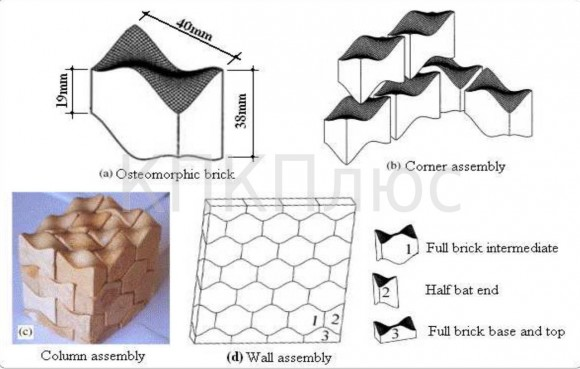 40mm
19mm
38mm
(a) Osteomorphic brick
(b) Corner assembly
КПКПлюс
(c)
Column assembly
1 2
3
(d) Wall assembly
1 Full brick intermediate
2 Half bat end
3 Full brick base and top